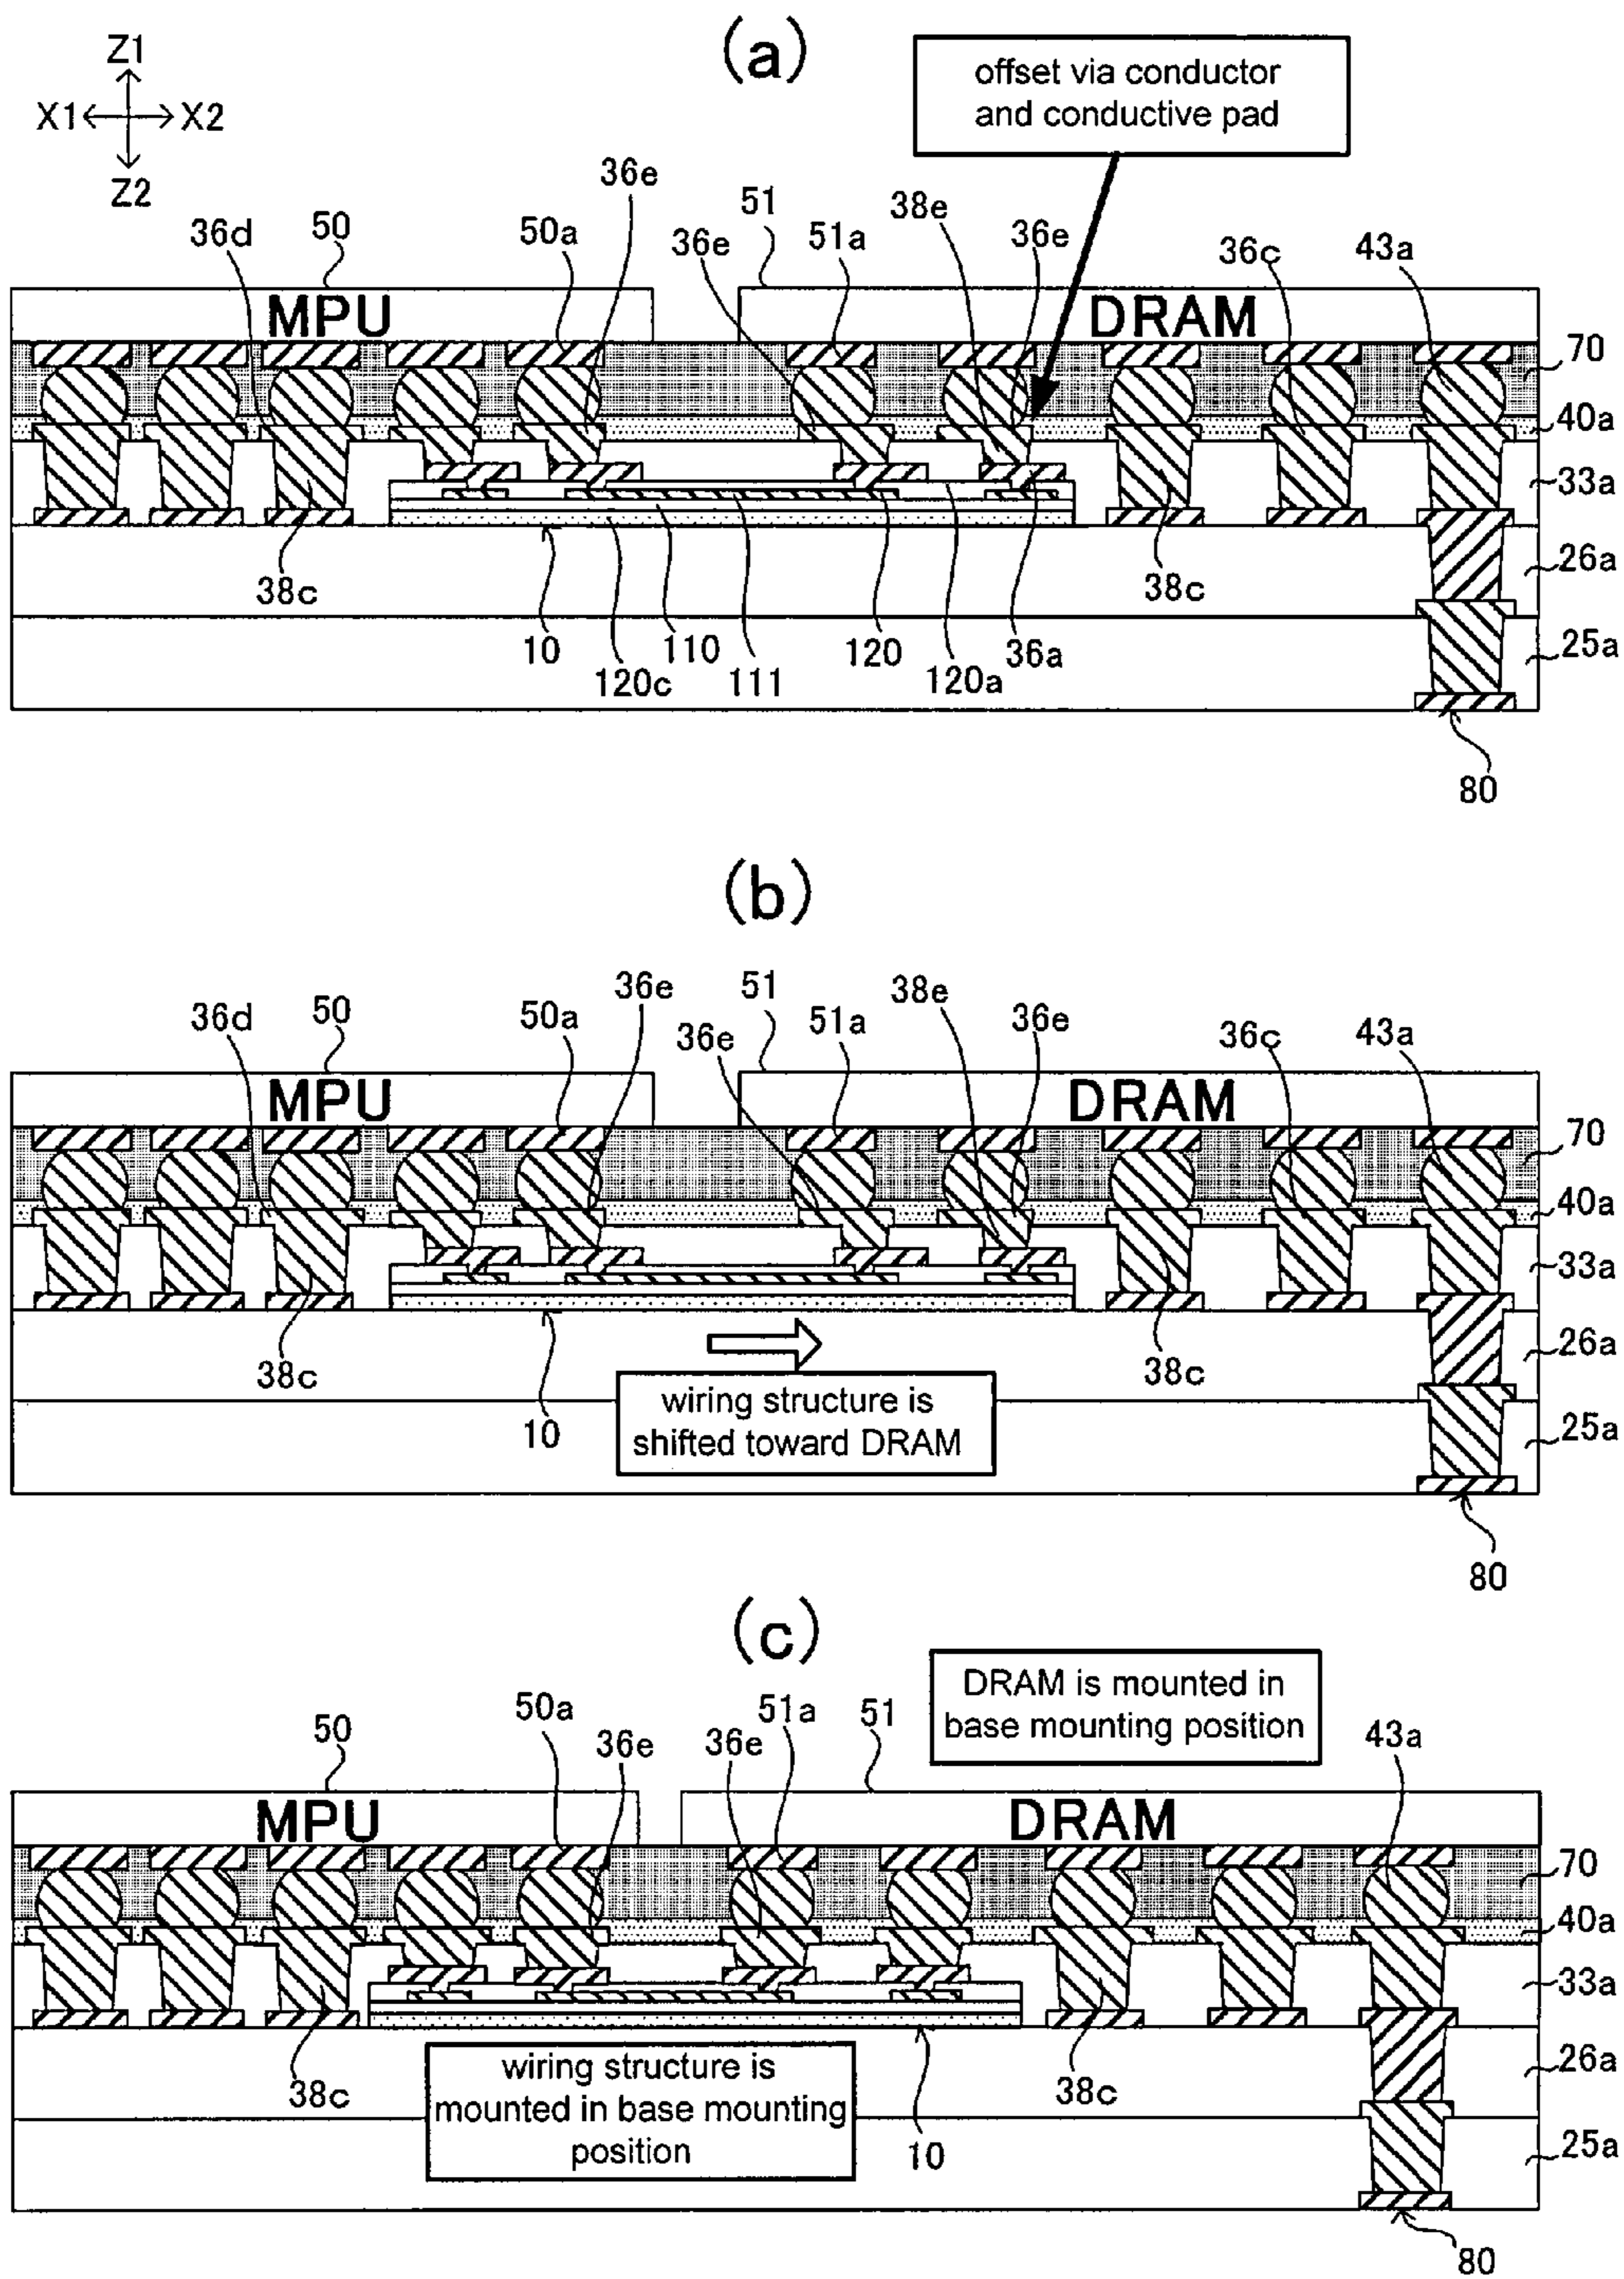 (a)
Z1
X1 X2
Z2
offset via conductor
and conductive pad
36e
51
38e
36d
50
50a
36e
51a
36e
36c
43a
MPU
DRAM
70
40a
33a
26a
25a
38c
10
120c
110
111
120
120a
36a
38c
80
(b)
36e
51
38e
36d
50
50a
36e
51a
36e
36c
43a
MPU
DRAM
70
40a
33a
26a
25a
38c
10
38c
wiring structure is
shifted toward DRAM
80
(c)
DRAM is mounted in
base mounting position
50
50a
36e
36e
51a
51
43a
MPU
DRAM
70
40a
33a
26a
25a
38c
wiring structure is
mounted in base mounting
position
10
38c
80